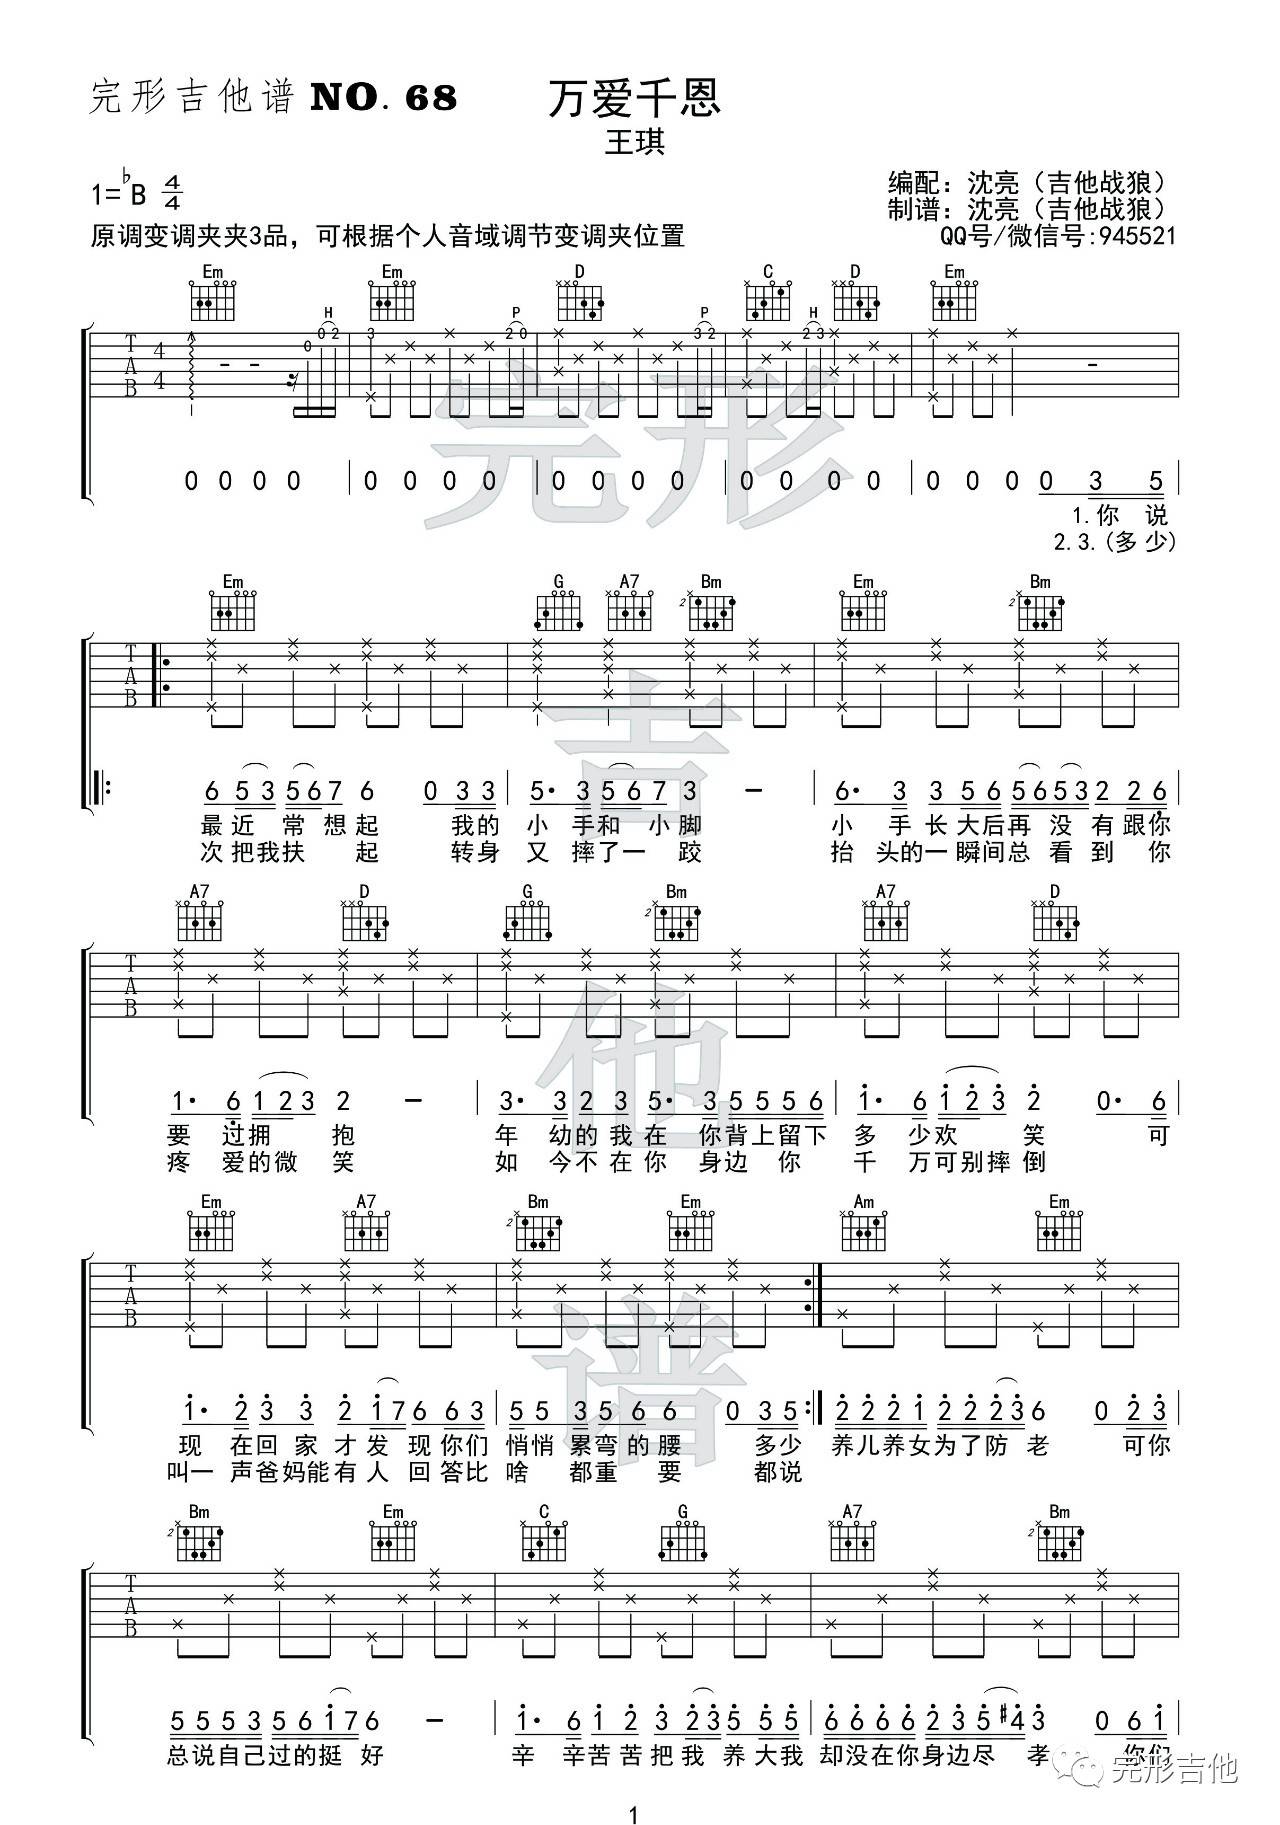 完形吉他谱 NO. 68
万爱千恩
王琪
1=♭B 4/4
编配：沈亮（吉他战狼）
制谱：沈亮（吉他战狼）
原调变调夹夹3品，可根据个人音域调节变调夹位置
QQ号/微信号:945521
Em Em D C D Em
H P P H
T A B 4 4
0 0 0 0 | 0 0 0 0 | 0 0 0 0 | 0 0 0 0 | 0 0 0 0 3 5
1.你 说
2.3.(多 少)
Em G A7 Bm Em Bm
T A B
6 5 3 5 6 7 6 0 3 3 | 5· 3 5 6 7 3 － | 6· 3 3 5 6 5 6 5 3 2 2 6
最 近 常 想 起 我的 小 手和 小脚 小 手长大后再 没 有跟你
次 把我扶 起 转身 又 摔了一 跤 抬 头的一瞬间总 看 到 你
A7 D G Bm A7 D
T A B
1· 6 1 2 3 2 － | 3· 3 2 3 5· 3 5 5 5 6 | 1· 6 1 2 3 2 0· 6
要 过拥 抱 年 幼的我在 你背上留下 多 少欢 笑 可
疼 爱的微 笑 如 今不在你 身边你 千 万可别摔 倒
Em A7 Bm Em Am Em
T A B
1· 2 3 3 2 1 7 6 6 3 | 5 5 3 5 6 6 0 3 5 :| 2 2 2 1 2 2 2 3 6 0 2 3
现 在回 家 才 发 现你们 悄悄 累弯 的 腰 多少 养儿养女为了防 老 可你
叫一 声爸妈能有 人 回 答比 啥 都重 要 都说
Bm Em C G A7 Bm
T A B
5 5 5 3 5 6 1 7 6 － | 1· 6 1 2 3 2 3 5 5 5 | 6 6 6 6 2 3 5 #4 3 0 6 1
总说自己过的挺 好 辛 辛苦 苦 把 我 养 大我 却没在你身边尽 孝 你们
完形吉他谱
完形吉他
1